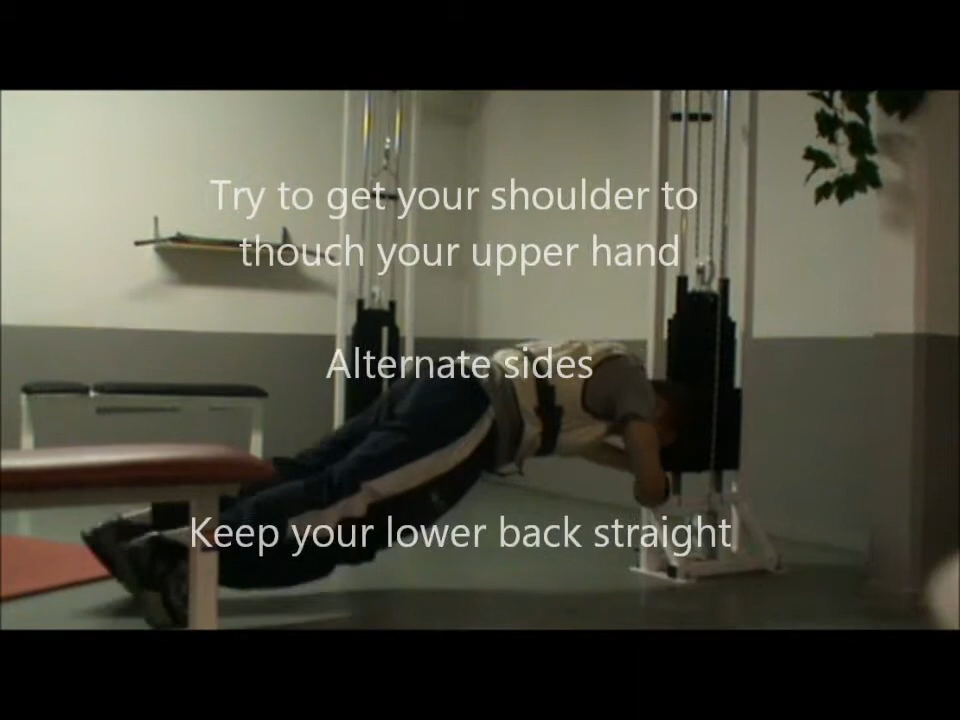 Try to get your shoulder to
thouch your upper hand
Alternate sides
Keep your lower back straight